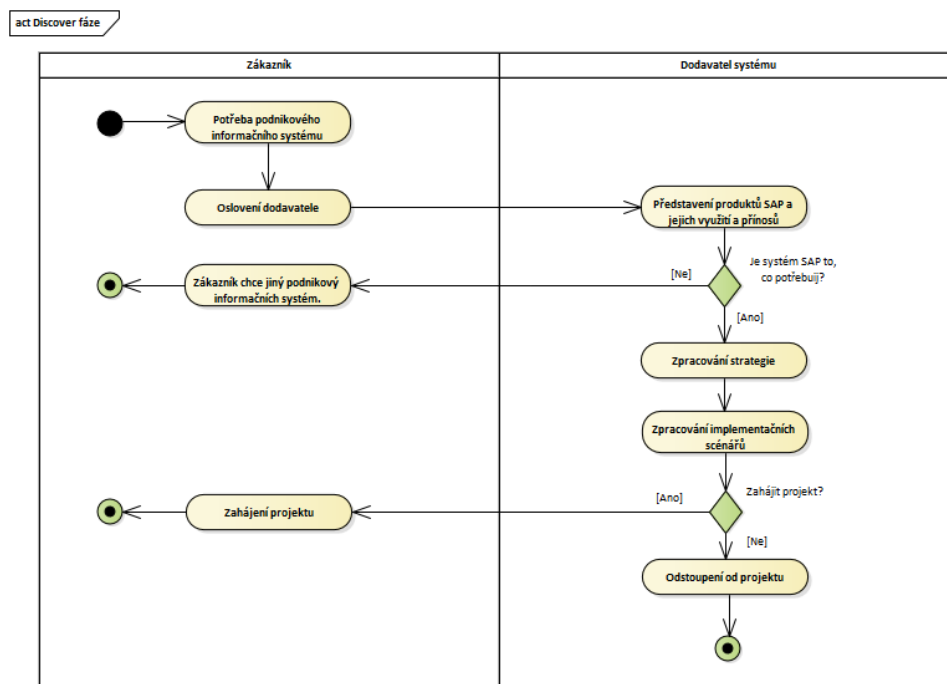 act Discover fáze
Zákazník
Dodavatel systému
Potřeba podnikového
informačního systému
Oslovení dodavatele
Představení produktů SAP a
jejich využití a přínosů
Je systém SAP to,
co potřebuij?
[Ne]
Zákazník chce jiný podnikový
informačních systém.
[Ano]
Zpracování strategie
Zpracování implementačních
scénářů
Zahájit projekt?
[Ano]
Zahájení projektu
[Ne]
Odstoupení od projektu